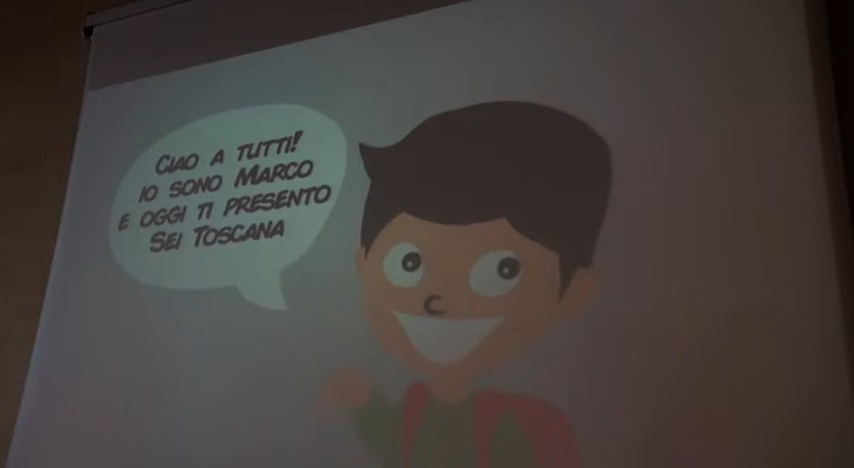 Ciao a tutti!
Io sono Marco
e oggi ti presento
Sei Toscana